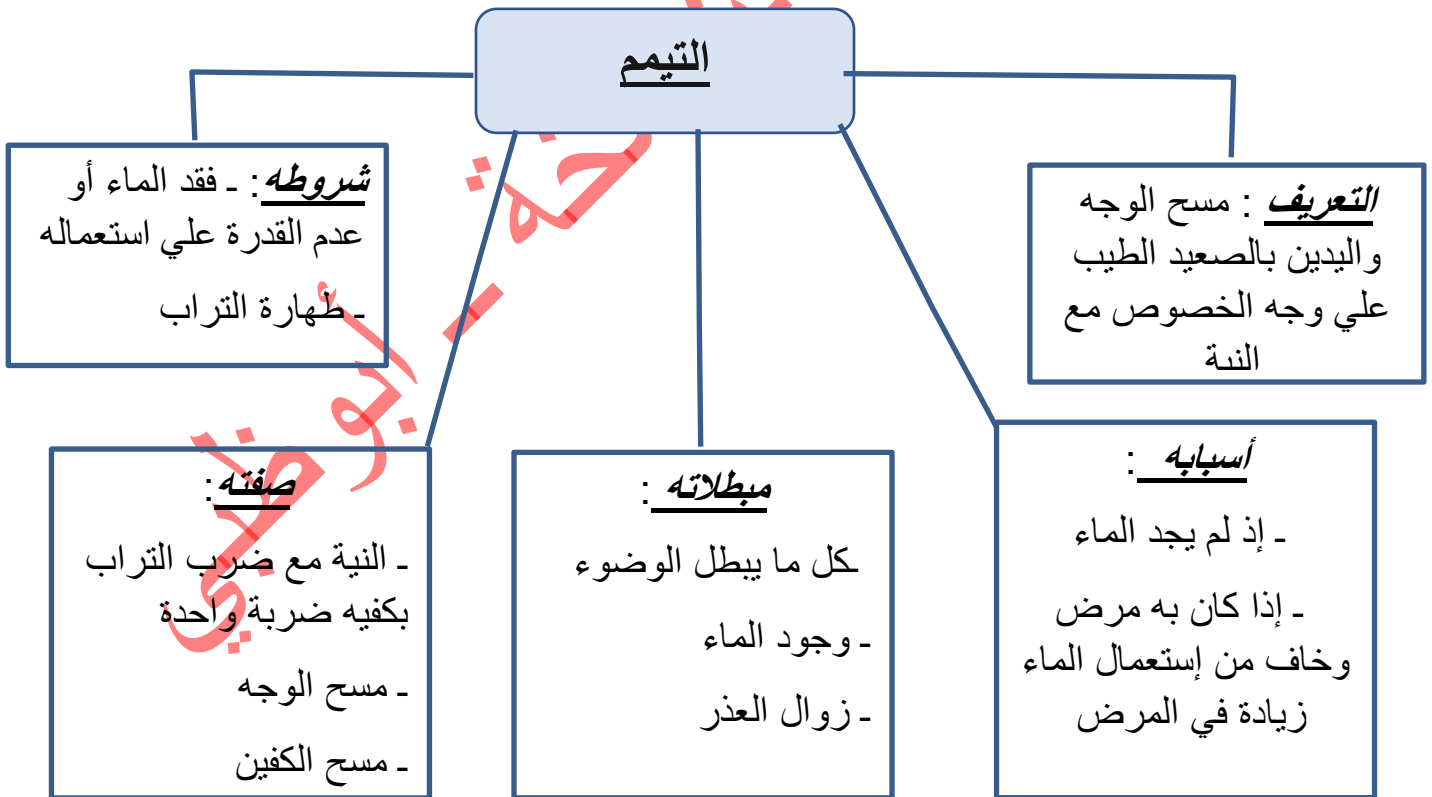 التيمم
التعريف : مسح الوجه
واليدين بالصعيد الطيب
علي وجه الخصوص مع
النية
شروطه: ـ فقد الماء أو
عدم القدرة علي استعماله
ـ طهارة التراب
أسبابه :
ـ إذ لم يجد الماء
ـ إذا كان به مرض
وخاف من إستعمال الماء
زيادة في المرض
مبطلاته :
ـكل ما يبطل الوضوء
ـ وجود الماء
ـ زوال العذر
صفته:
ـ النية مع ضرب التراب
بكفيه ضربة واحدة
ـ مسح الوجه
ـ مسح الكفين
ـ أبو ظبي